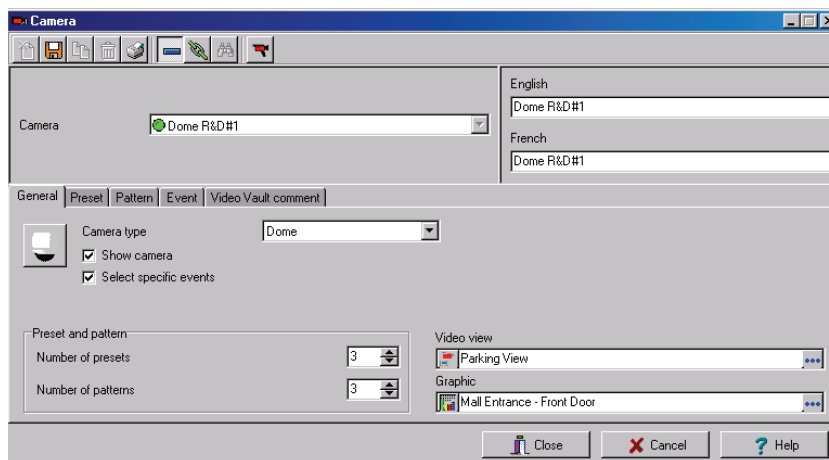 Camera
English
Dome R&D#1
Camera
Dome R&D#1
French
Dome R&D#1
General Preset Pattern Event Video Vault comment
Camera type Dome
Show camera
Select specific events
Preset and pattern
Number of presets 3
Number of patterns 3
Video view
Parking View
Graphic
Mall Entrance - Front Door
Close Cancel Help